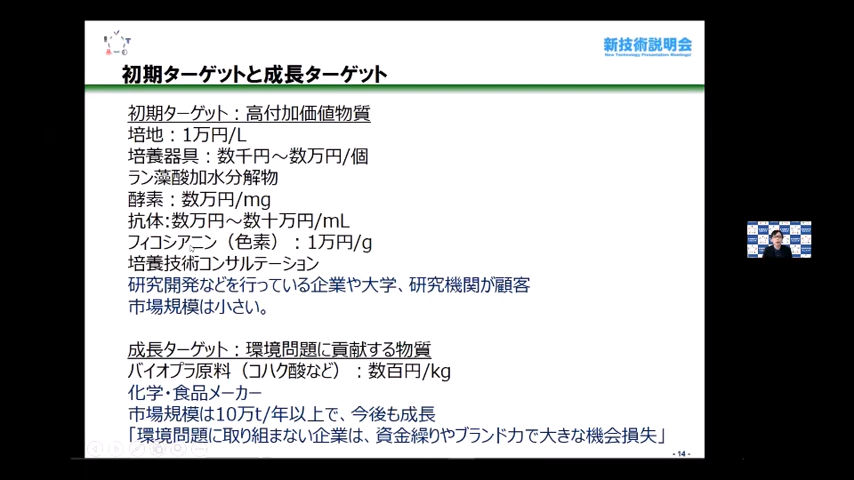 新技術説明会
New Technology Presentation Meetings!
初期ターゲットと成長ターゲット
初期ターゲット：高付加価値物質
培地：1万円/L
培養器具：数千円～数万円/個
ラン藻酸加水分解物
酵素：数万円/mg
抗体:数万円～数十万円/mL
フィコシアニン（色素）：1万円/g
培養技術コンサルテーション
研究開発などを行っている企業や大学、研究機関が顧客
市場規模は小さい。
成長ターゲット：環境問題に貢献する物質
バイオプラ原料（コハク酸など）：数百円/kg
化学・食品メーカー
市場規模は10万t/年以上で、今後も成長
「環境問題に取り組まない企業は、資金繰りやブランド力で大きな機会損失」
- 14 -